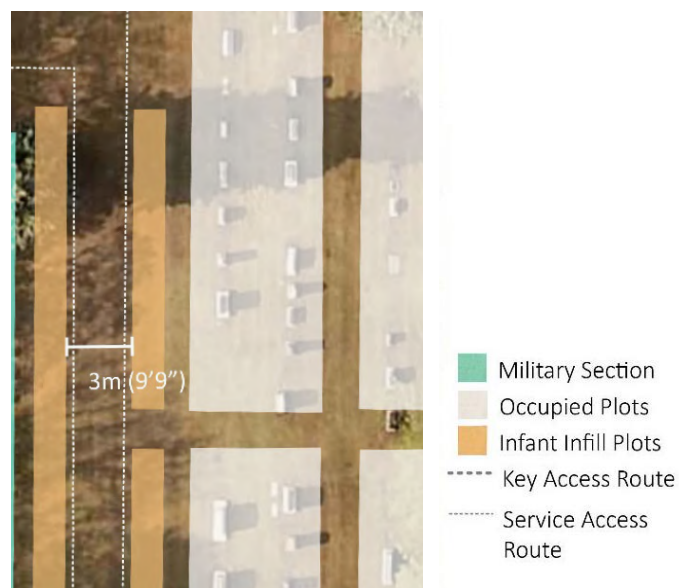 3m (9’9”)
Military Section
Occupied Plots
Infant Infill Plots
Key Access Route
Service Access
Route